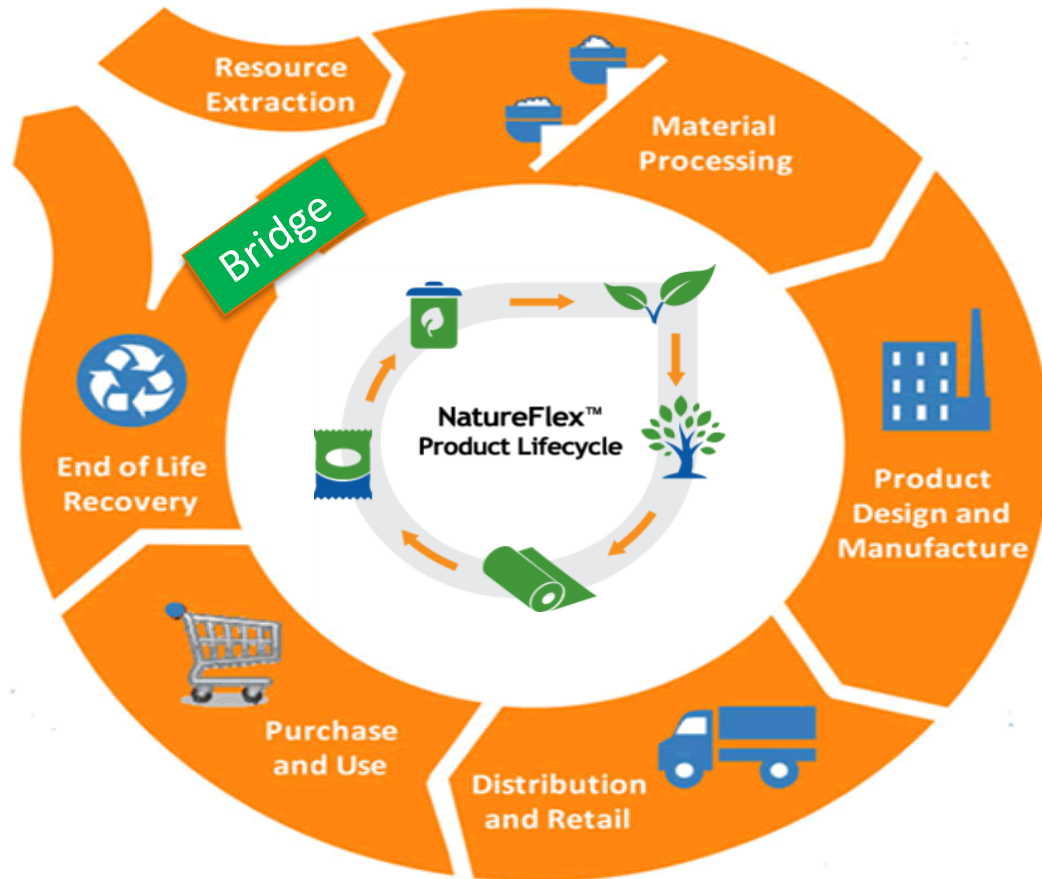 Resource
Extraction
Material
Processing
Bridge
NatureFlex™
Product Lifecycle
Product
Design and
Manufacture
End of Life
Recovery
Purchase
and Use
Distribution
and Retail